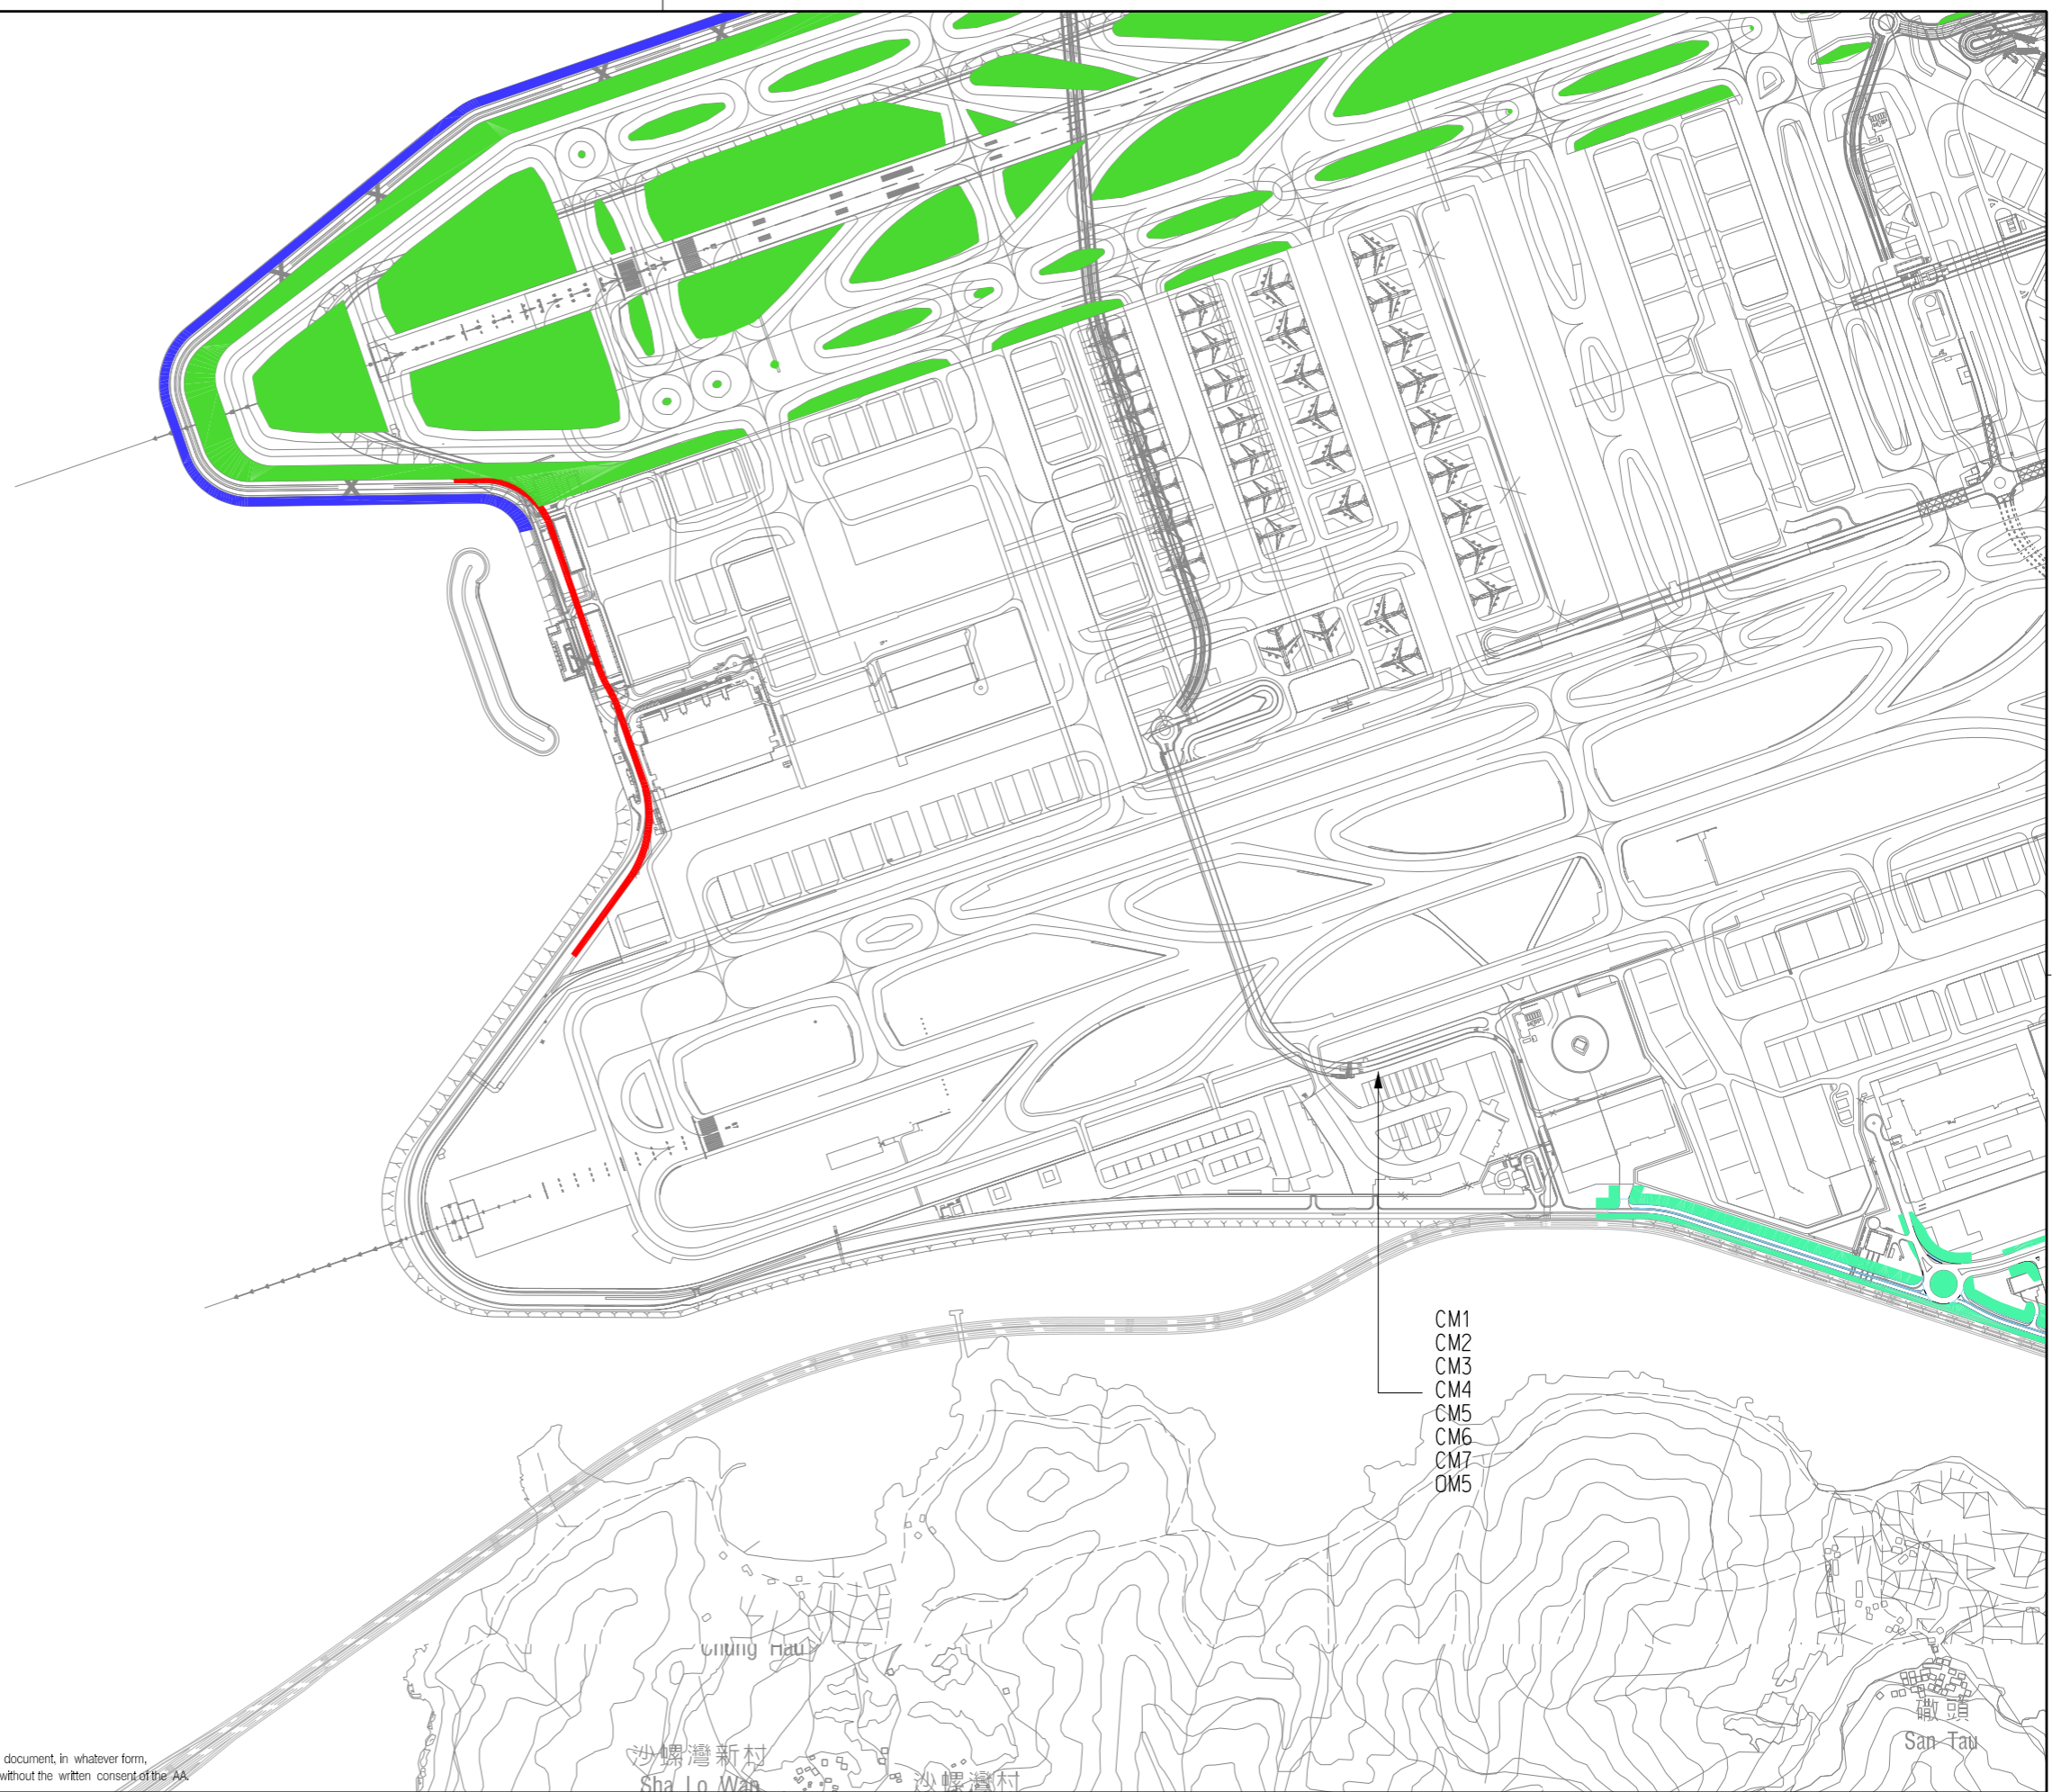 CM1
CM2
CM3
CM4
CM5
CM6
CM7
OM5
Chung Hau
沙螺灣新村
Sha Lo Wan
沙螺灣村
礮頭
San Tau
document, in whatever form,
without the written consent of the AA.